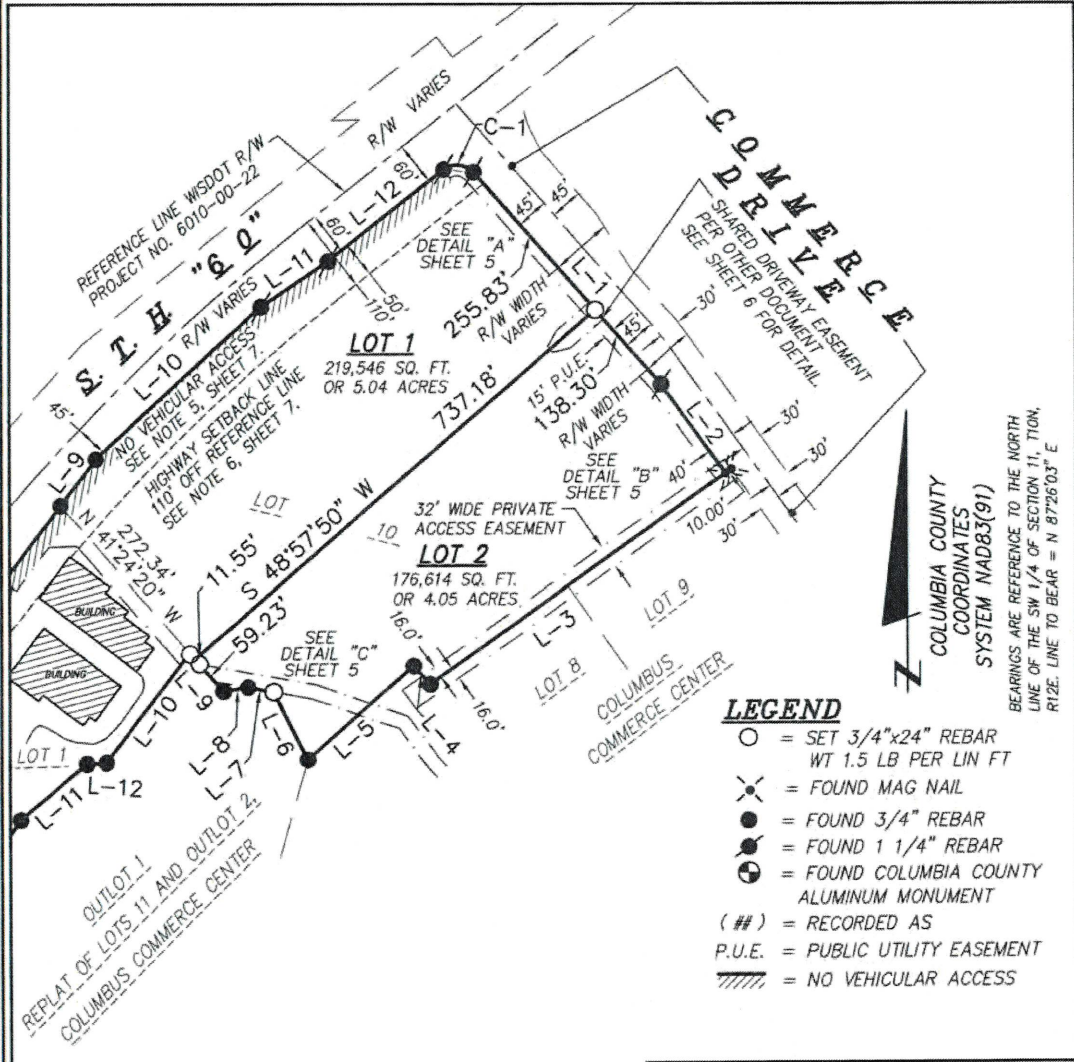 REFERENCE LINE WISDOT R/W
PROJECT NO. 6010-00-22
S. T. H. "60"
R/W VARIES
C-1
60'
L-12
60'
L-11
R/W VARIES
L-10
45'
L-9
SEE
DETAIL "A"
SHEET 5
50'
110'
NO VEHICULAR ACCESS
SEE NOTE 5, SHEET 7.
HIGHWAY SETBACK LINE
110' OFF REFERENCE LINE
SEE NOTE 6, SHEET 7.
LOT 1
219,546 SQ. FT.
OR 5.04 ACRES
COMMERCE
DRIVE
SHARED DRIVEWAY EASEMENT
PER OTHER DOCUMENT
SEE SHEET 6 FOR DETAIL.
45'
45'
L-1
255.83'
R/W WIDTH
VARIES
30'
45'
15' P.U.E.
138.30'
R/W WIDTH
VARIES
L-2
30'
30'
SEE
DETAIL "B"
SHEET 5
40'
10.00'
30'
737.18'
S 48°57'50" W
LOT
10
32' WIDE PRIVATE
ACCESS EASEMENT
LOT 2
176,614 SQ. FT.
OR 4.05 ACRES
N 41°24'20" W
272.34'
11.55'
59.23'
BUILDING
BUILDING
SEE
DETAIL "C"
SHEET 5
16.0'
16.0'
L-3
LOT 9
LOT 8
COLUMBUS
COMMERCE CENTER
L-4
L-5
L-6
L-7
L-8
L-9
L-10
LOT 1
L-12
L-11
OUTLOT 1
REPLAT OF LOTS 11 AND OUTLOT 2,
COLUMBUS COMMERCE CENTER
N
COLUMBIA COUNTY
COORDINATES
SYSTEM NAD83(91)
BEARINGS ARE REFERENCE TO THE NORTH
LINE OF THE SW 1/4 OF SECTION 11, T10N,
R12E. LINE TO BEAR = N 87°26'03" E
LEGEND
= SET 3/4"x24" REBAR
WT 1.5 LB PER LIN FT
= FOUND MAG NAIL
= FOUND 3/4" REBAR
= FOUND 1 1/4" REBAR
= FOUND COLUMBIA COUNTY
ALUMINUM MONUMENT
(##) = RECORDED AS
P.U.E. = PUBLIC UTILITY EASEMENT
= NO VEHICULAR ACCESS